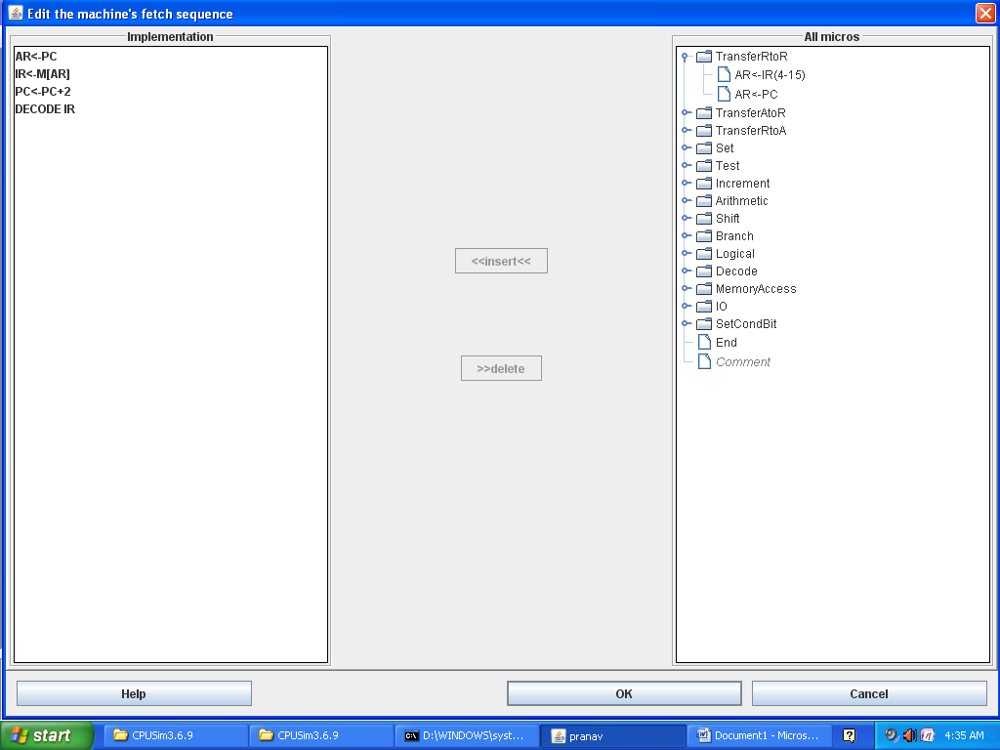 Edit the machine's fetch sequence
Implementation
AR<-PC
IR<-M[AR]
PC<-PC+2
DECODE IR
<<insert<<
>>delete
All micros
TransferRtoR
AR<-IR(4-15)
AR<-PC
TransferAtoR
TransferRtoA
Set
Test
Increment
Arithmetic
Shift
Branch
Logical
Decode
MemoryAccess
IO
SetCondBit
End
Comment
Help
OK
Cancel
start
CPUSim3.6.9
CPUSim3.6.9
D:\WINDOWS\syst...
pranav
Document1 - Micros...
4:35 AM